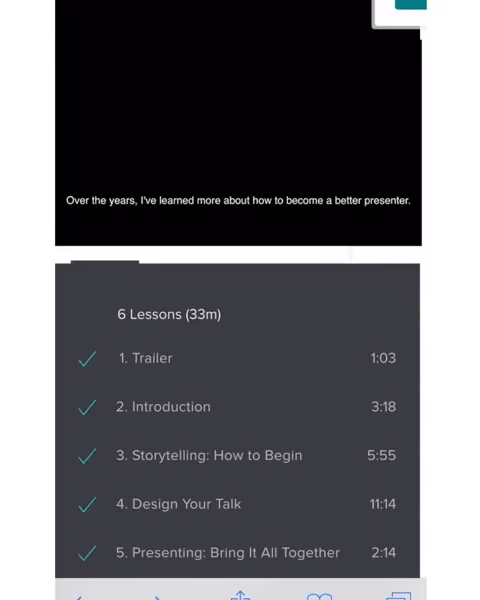 Over the years, I've learned more about how to become a better presenter.
6 Lessons (33m)
1. Trailer 1:03
2. Introduction 3:18
3. Storytelling: How to Begin 5:55
4. Design Your Talk 11:14
5. Presenting: Bring It All Together 2:14